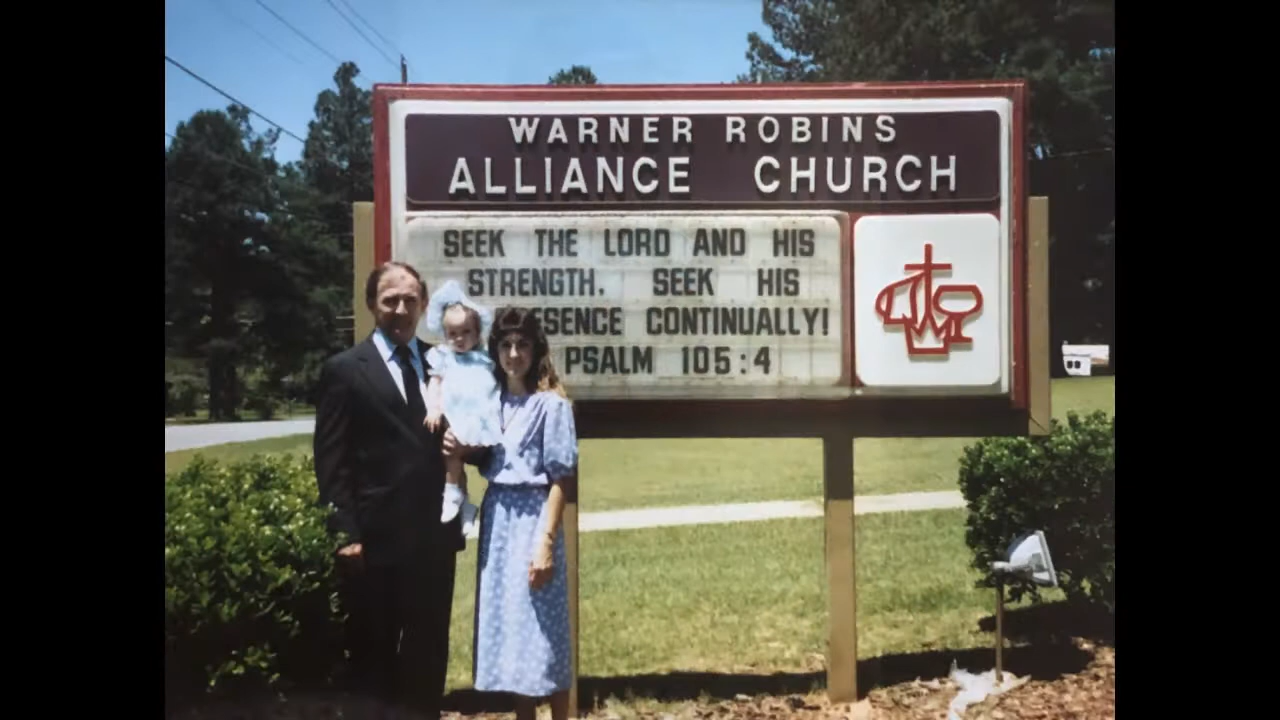 WARNER ROBINS
ALLIANCE CHURCH
SEEK THE LORD AND HIS
STRENGTH. SEEK HIS
ESENCE CONTINUALLY!
PSALM 105:4